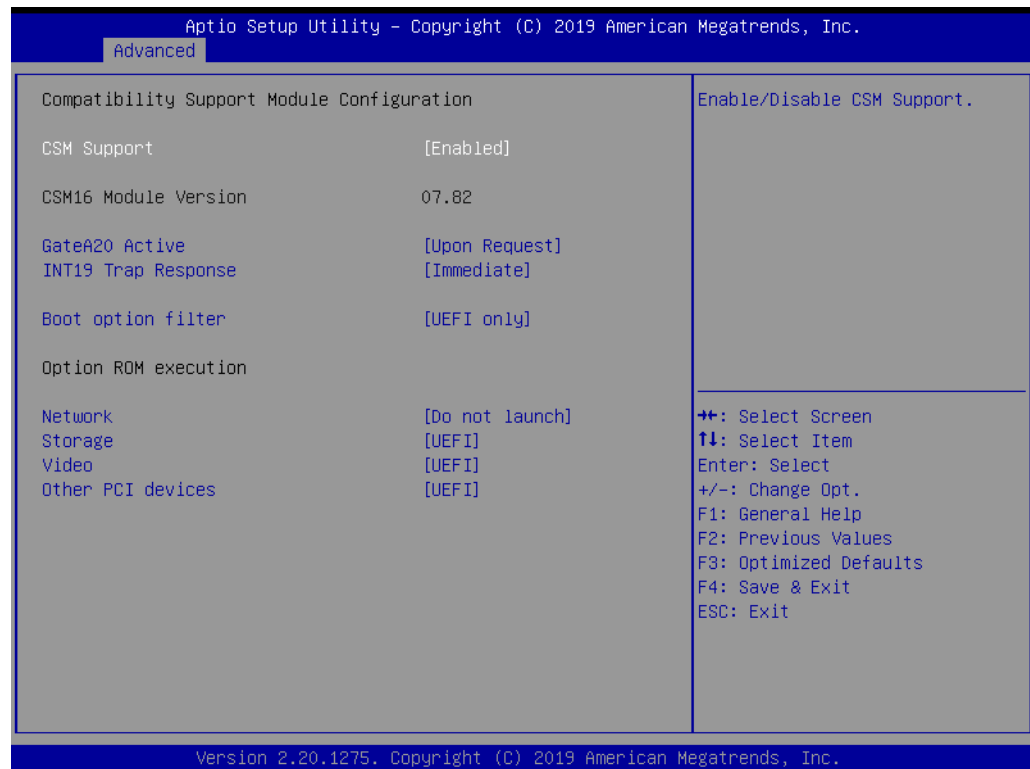 Aptio Setup Utility – Copyright (C) 2019 American Megatrends, Inc.
Advanced
Compatibility Support Module Configuration
CSM Support [Enabled]
CSM16 Module Version 07.82
GateA20 Active [Upon Request]
INT19 Trap Response [Immediate]
Boot option filter [UEFI only]
Option ROM execution
Network [Do not launch]
Storage [UEFI]
Video [UEFI]
Other PCI devices [UEFI]
Enable/Disable CSM Support.
→←: Select Screen
↑↓: Select Item
Enter: Select
+/-: Change Opt.
F1: General Help
F2: Previous Values
F3: Optimized Defaults
F4: Save & Exit
ESC: Exit
Version 2.20.1275. Copyright (C) 2019 American Megatrends, Inc.